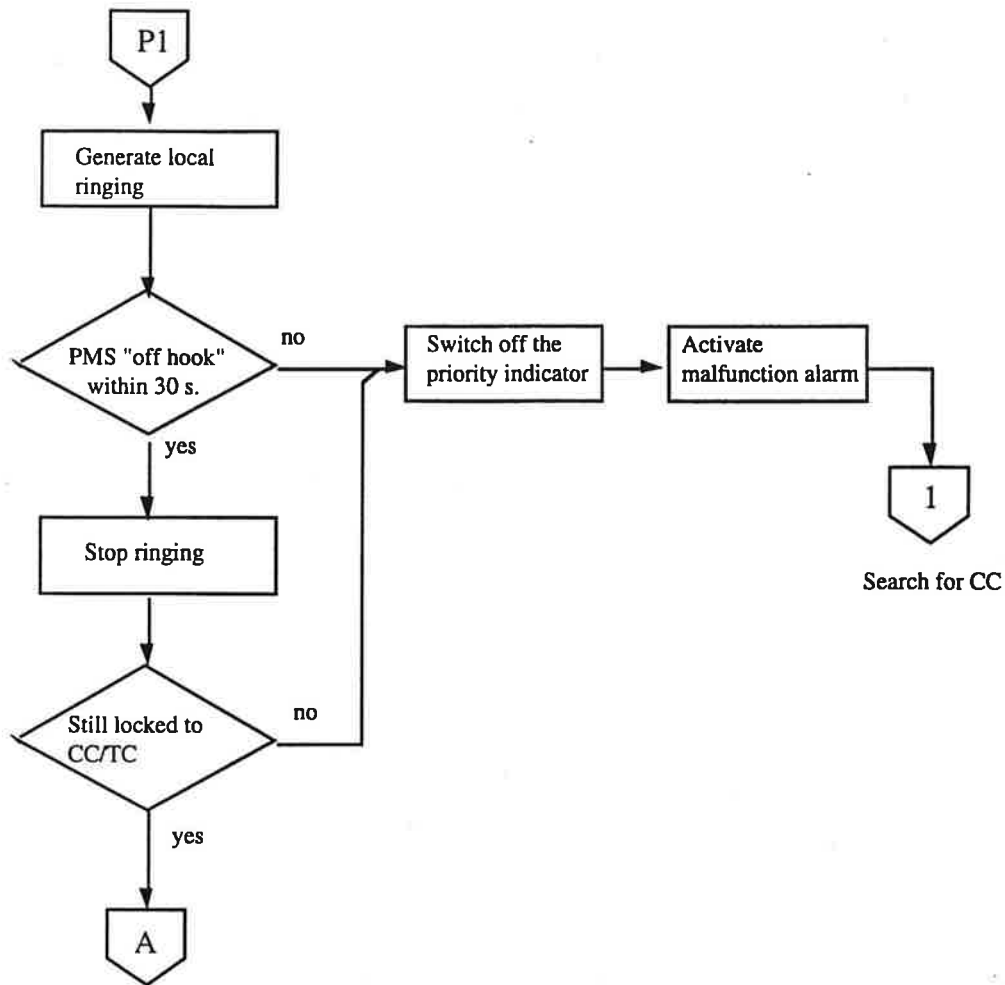 P1
Generate local
ringing
PMS "off hook"
within 30 s.
no
Switch off the
priority indicator
Activate
malfunction alarm
yes
1
Search for CC
Stop ringing
Still locked to
CC/TC
no
yes
A